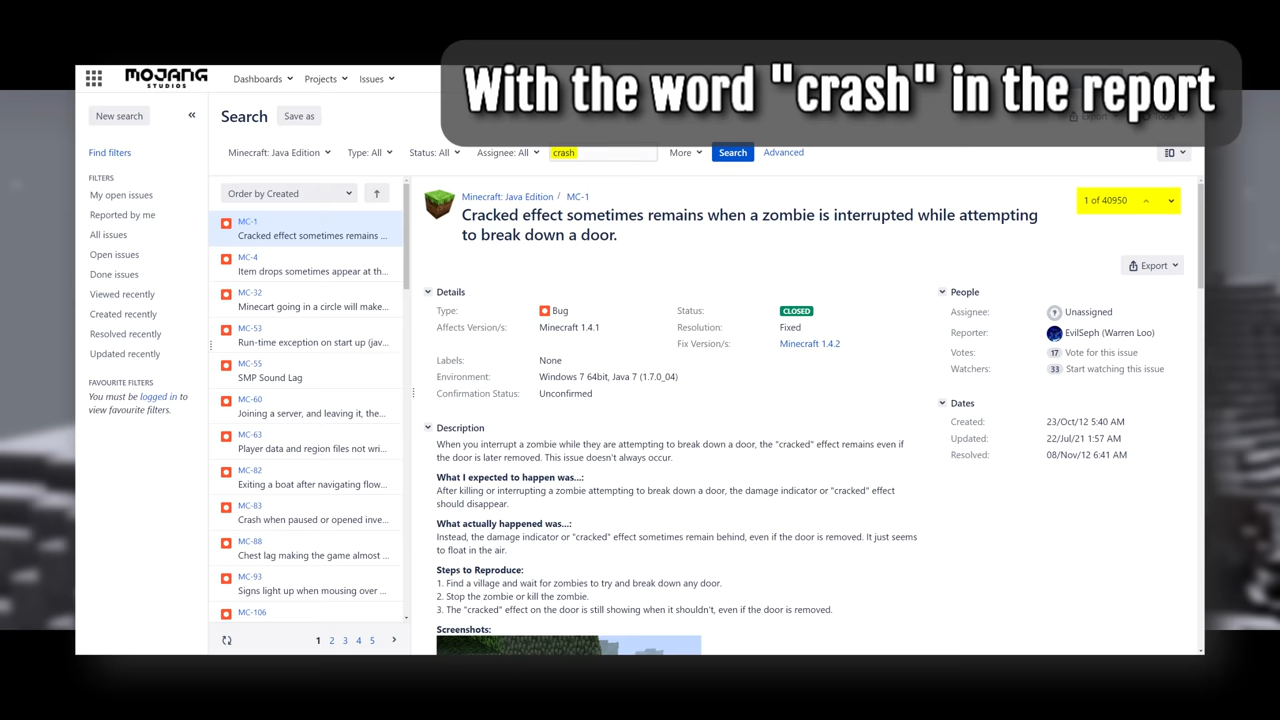 With the word "crash" in the report
MOJANG
STUDIOS
Dashboards
Projects
Issues
New search
Search
Save as
Export
Tools
Find filters
Minecraft: Java Edition
Type: All
Status: All
Assignee: All
crash
More
Search
Advanced
FILTERS
My open issues
Reported by me
All issues
Open issues
Done issues
Viewed recently
Created recently
Resolved recently
Updated recently
FAVOURITE FILTERS
You must be logged in to
view favourite filters.
Order by Created
MC-1
Cracked effect sometimes remains ...
MC-4
Item drops sometimes appear at th...
MC-32
Minecart going in a circle will make...
MC-53
Run-time exception on start up (jav...
MC-55
SMP Sound Lag
MC-60
Joining a server, and leaving it, the...
MC-63
Player data and region files not wri...
MC-82
Exiting a boat after navigating flow...
MC-83
Crash when paused or opened inve...
MC-88
Chest lag making the game almost ...
MC-93
Signs light up when mousing over ...
MC-106
1 2 3 4 5
Minecraft: Java Edition / MC-1
Cracked effect sometimes remains when a zombie is interrupted while attempting
to break down a door.
1 of 40950
Export
Details
Type: Bug
Status: CLOSED
Affects Version/s: Minecraft 1.4.1
Resolution: Fixed
Fix Version/s: Minecraft 1.4.2
Labels: None
Environment: Windows 7 64bit, Java 7 (1.7.0_04)
Confirmation Status: Unconfirmed
Description
When you interrupt a zombie while they are attempting to break down a door, the "cracked" effect remains even if
the door is later removed. This issue doesn't always occur.
What I expected to happen was...:
After killing or interrupting a zombie attempting to break down a door, the damage indicator or "cracked" effect
should disappear.
What actually happened was...:
Instead, the damage indicator or "cracked" effect sometimes remain behind, even if the door is removed. It just seems
to float in the air.
Steps to Reproduce:
1. Find a village and wait for zombies to try and break down any door.
2. Stop the zombie or kill the zombie.
3. The "cracked" effect on the door is still showing when it shouldn't, even if the door is removed.
Screenshots:
People
Assignee: Unassigned
Reporter: EvilSeph (Warren Loo)
Votes: 17 Vote for this issue
Watchers: 33 Start watching this issue
Dates
Created: 23/Oct/12 5:40 AM
Updated: 22/Jul/21 1:57 AM
Resolved: 08/Nov/12 6:41 AM